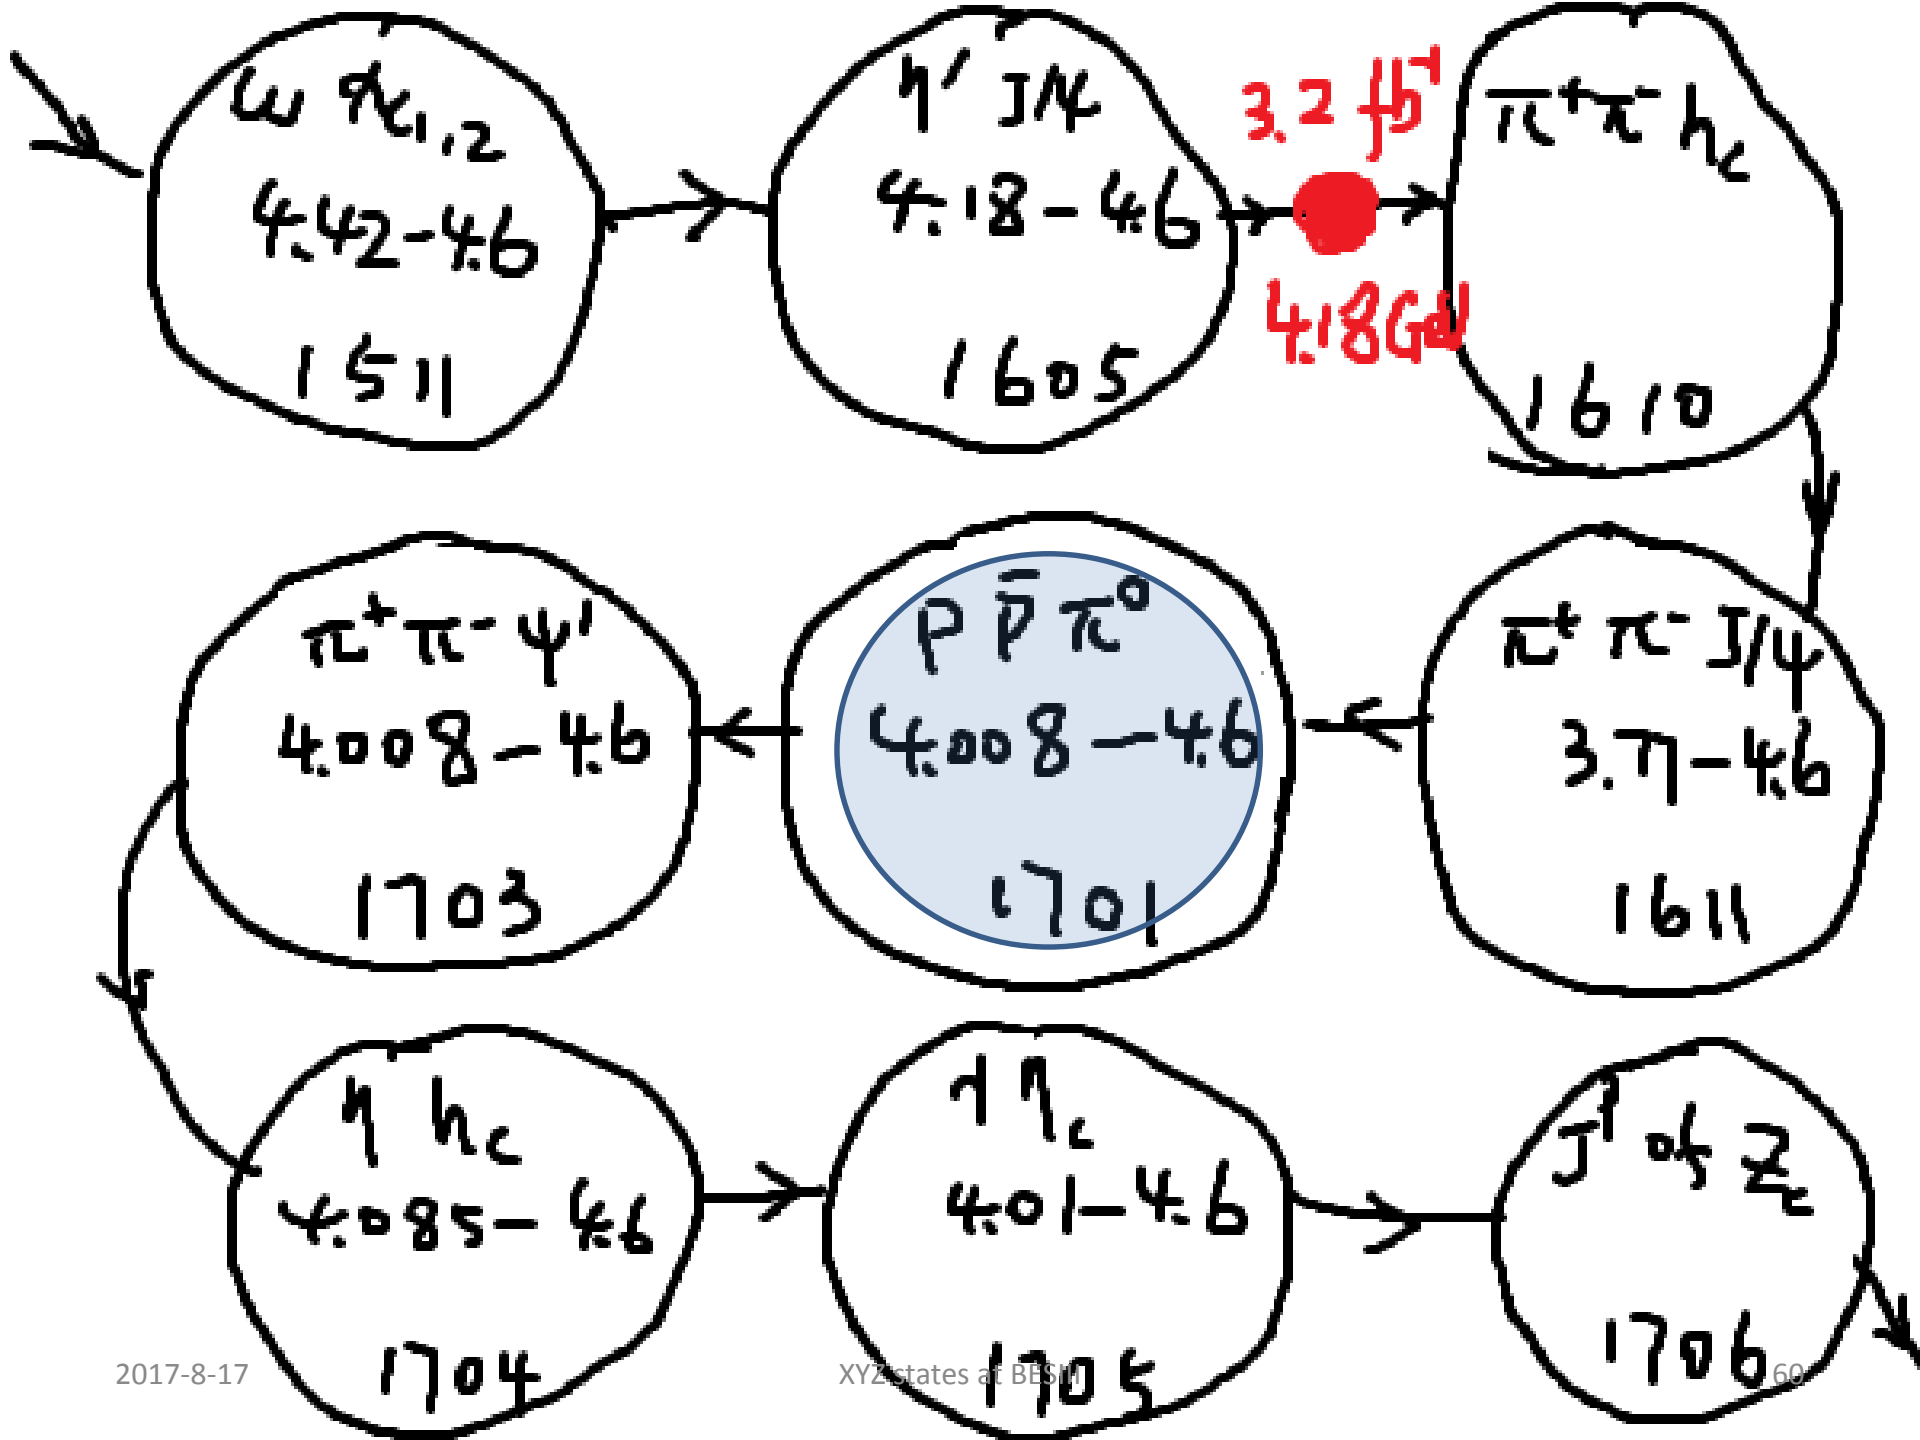 ω χc1,2
4.42-4.6
1511
η' J/ψ
4.18-4.6
1605
3.2 fb⁻¹
4.18GeV
π⁺π⁻ hc
1610
π⁺ π⁻ J/ψ
3.77-4.6
1611
p p̄ π⁰
4.008-4.6
1701
π⁺ π⁻ ψ'
4.008-4.6
1703
η hc
4.085-4.6
1704
γ ηc
4.01-4.6
1705
Jᴾ of Zc
1706
2017-8-17
XYZ states at BESIII
60